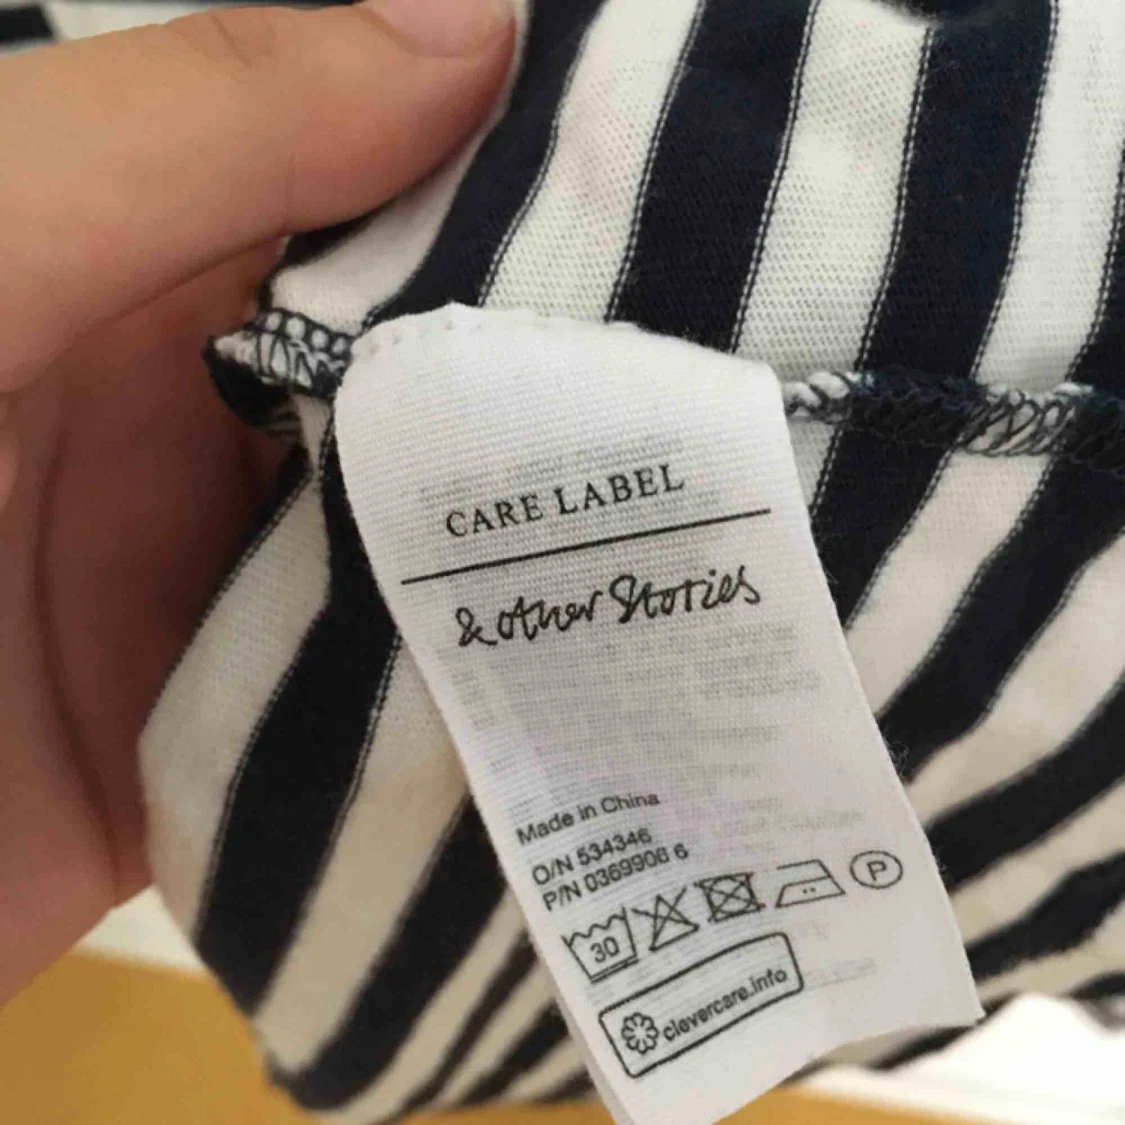 CARE LABEL
& other Stories
Made in China
O/N 534346
P/N 0369906 6
30
P
clevercare.info